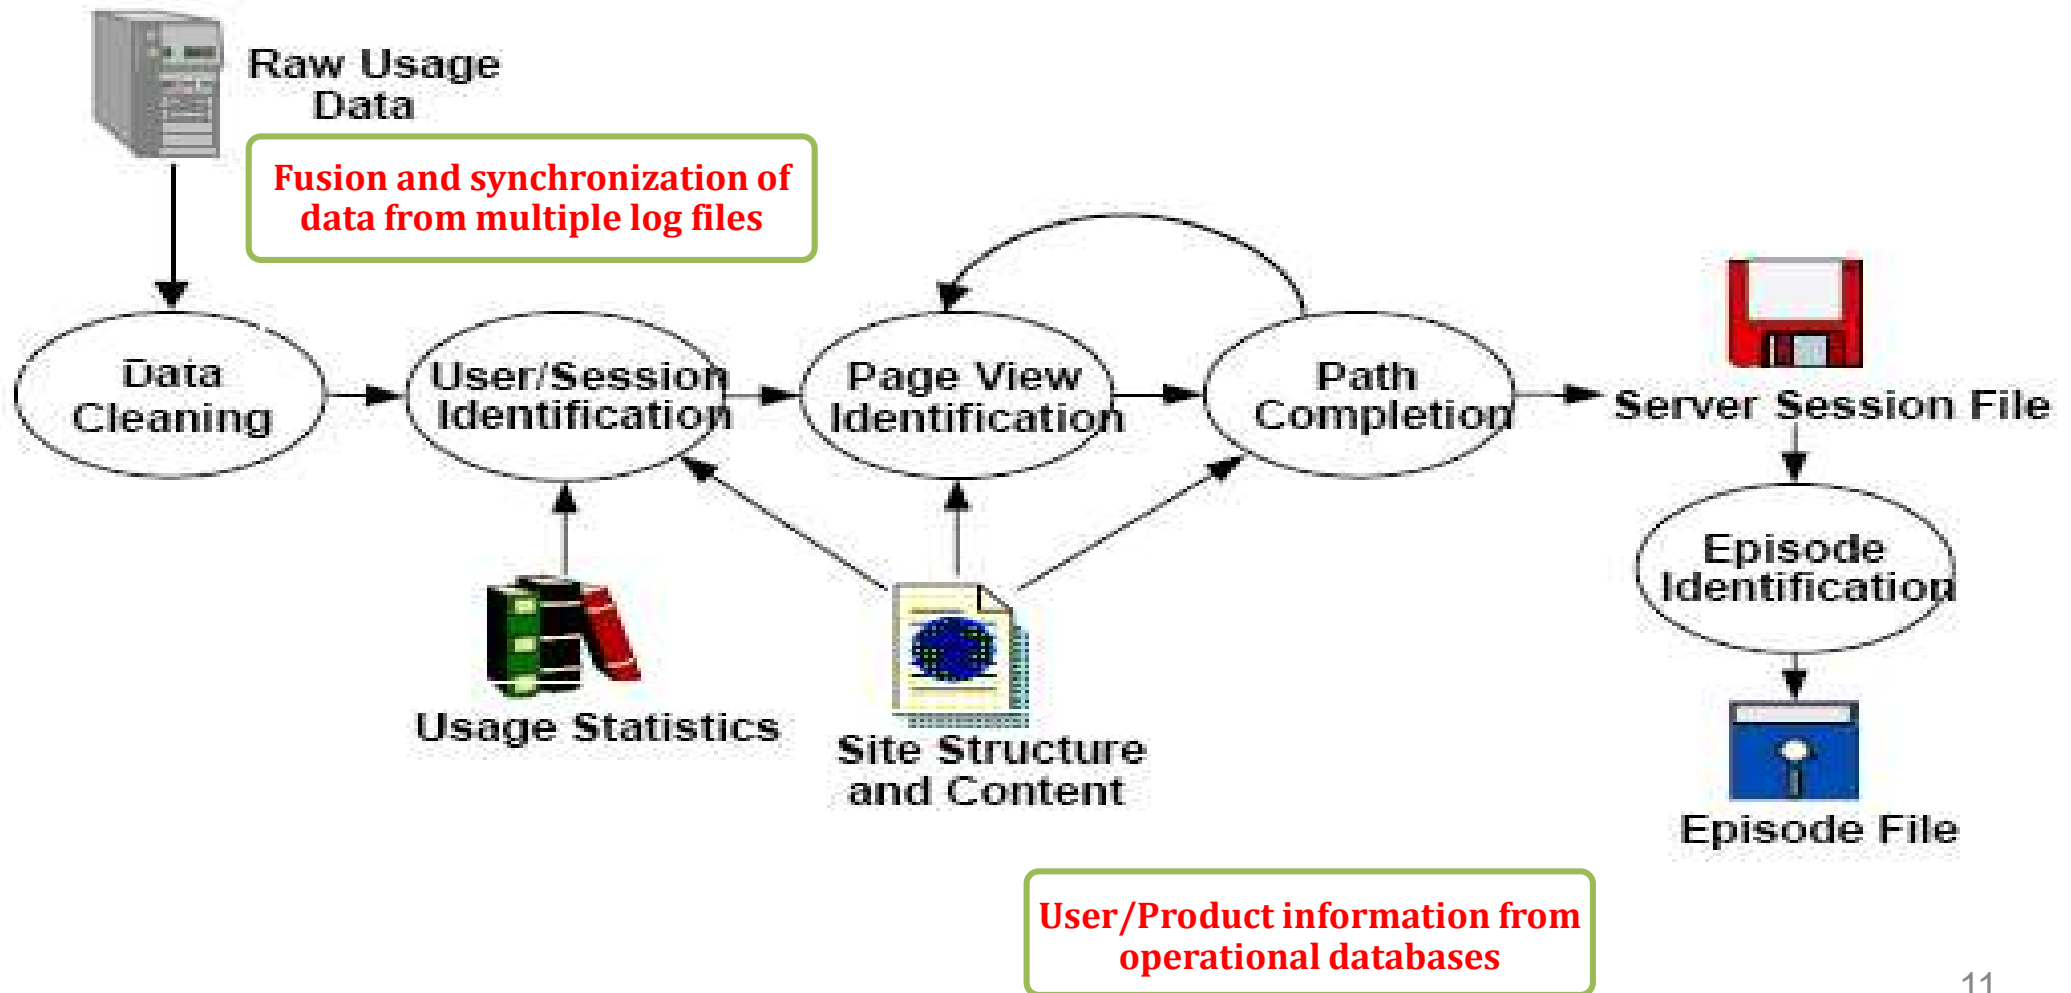 Raw Usage
Data
Fusion and synchronization of
data from multiple log files
Data
Cleaning
User/Session
Identification
Page View
Identification
Path
Completion
Server Session File
Episode
Identification
Usage Statistics
Site Structure
and Content
Episode File
User/Product information from
operational databases
11